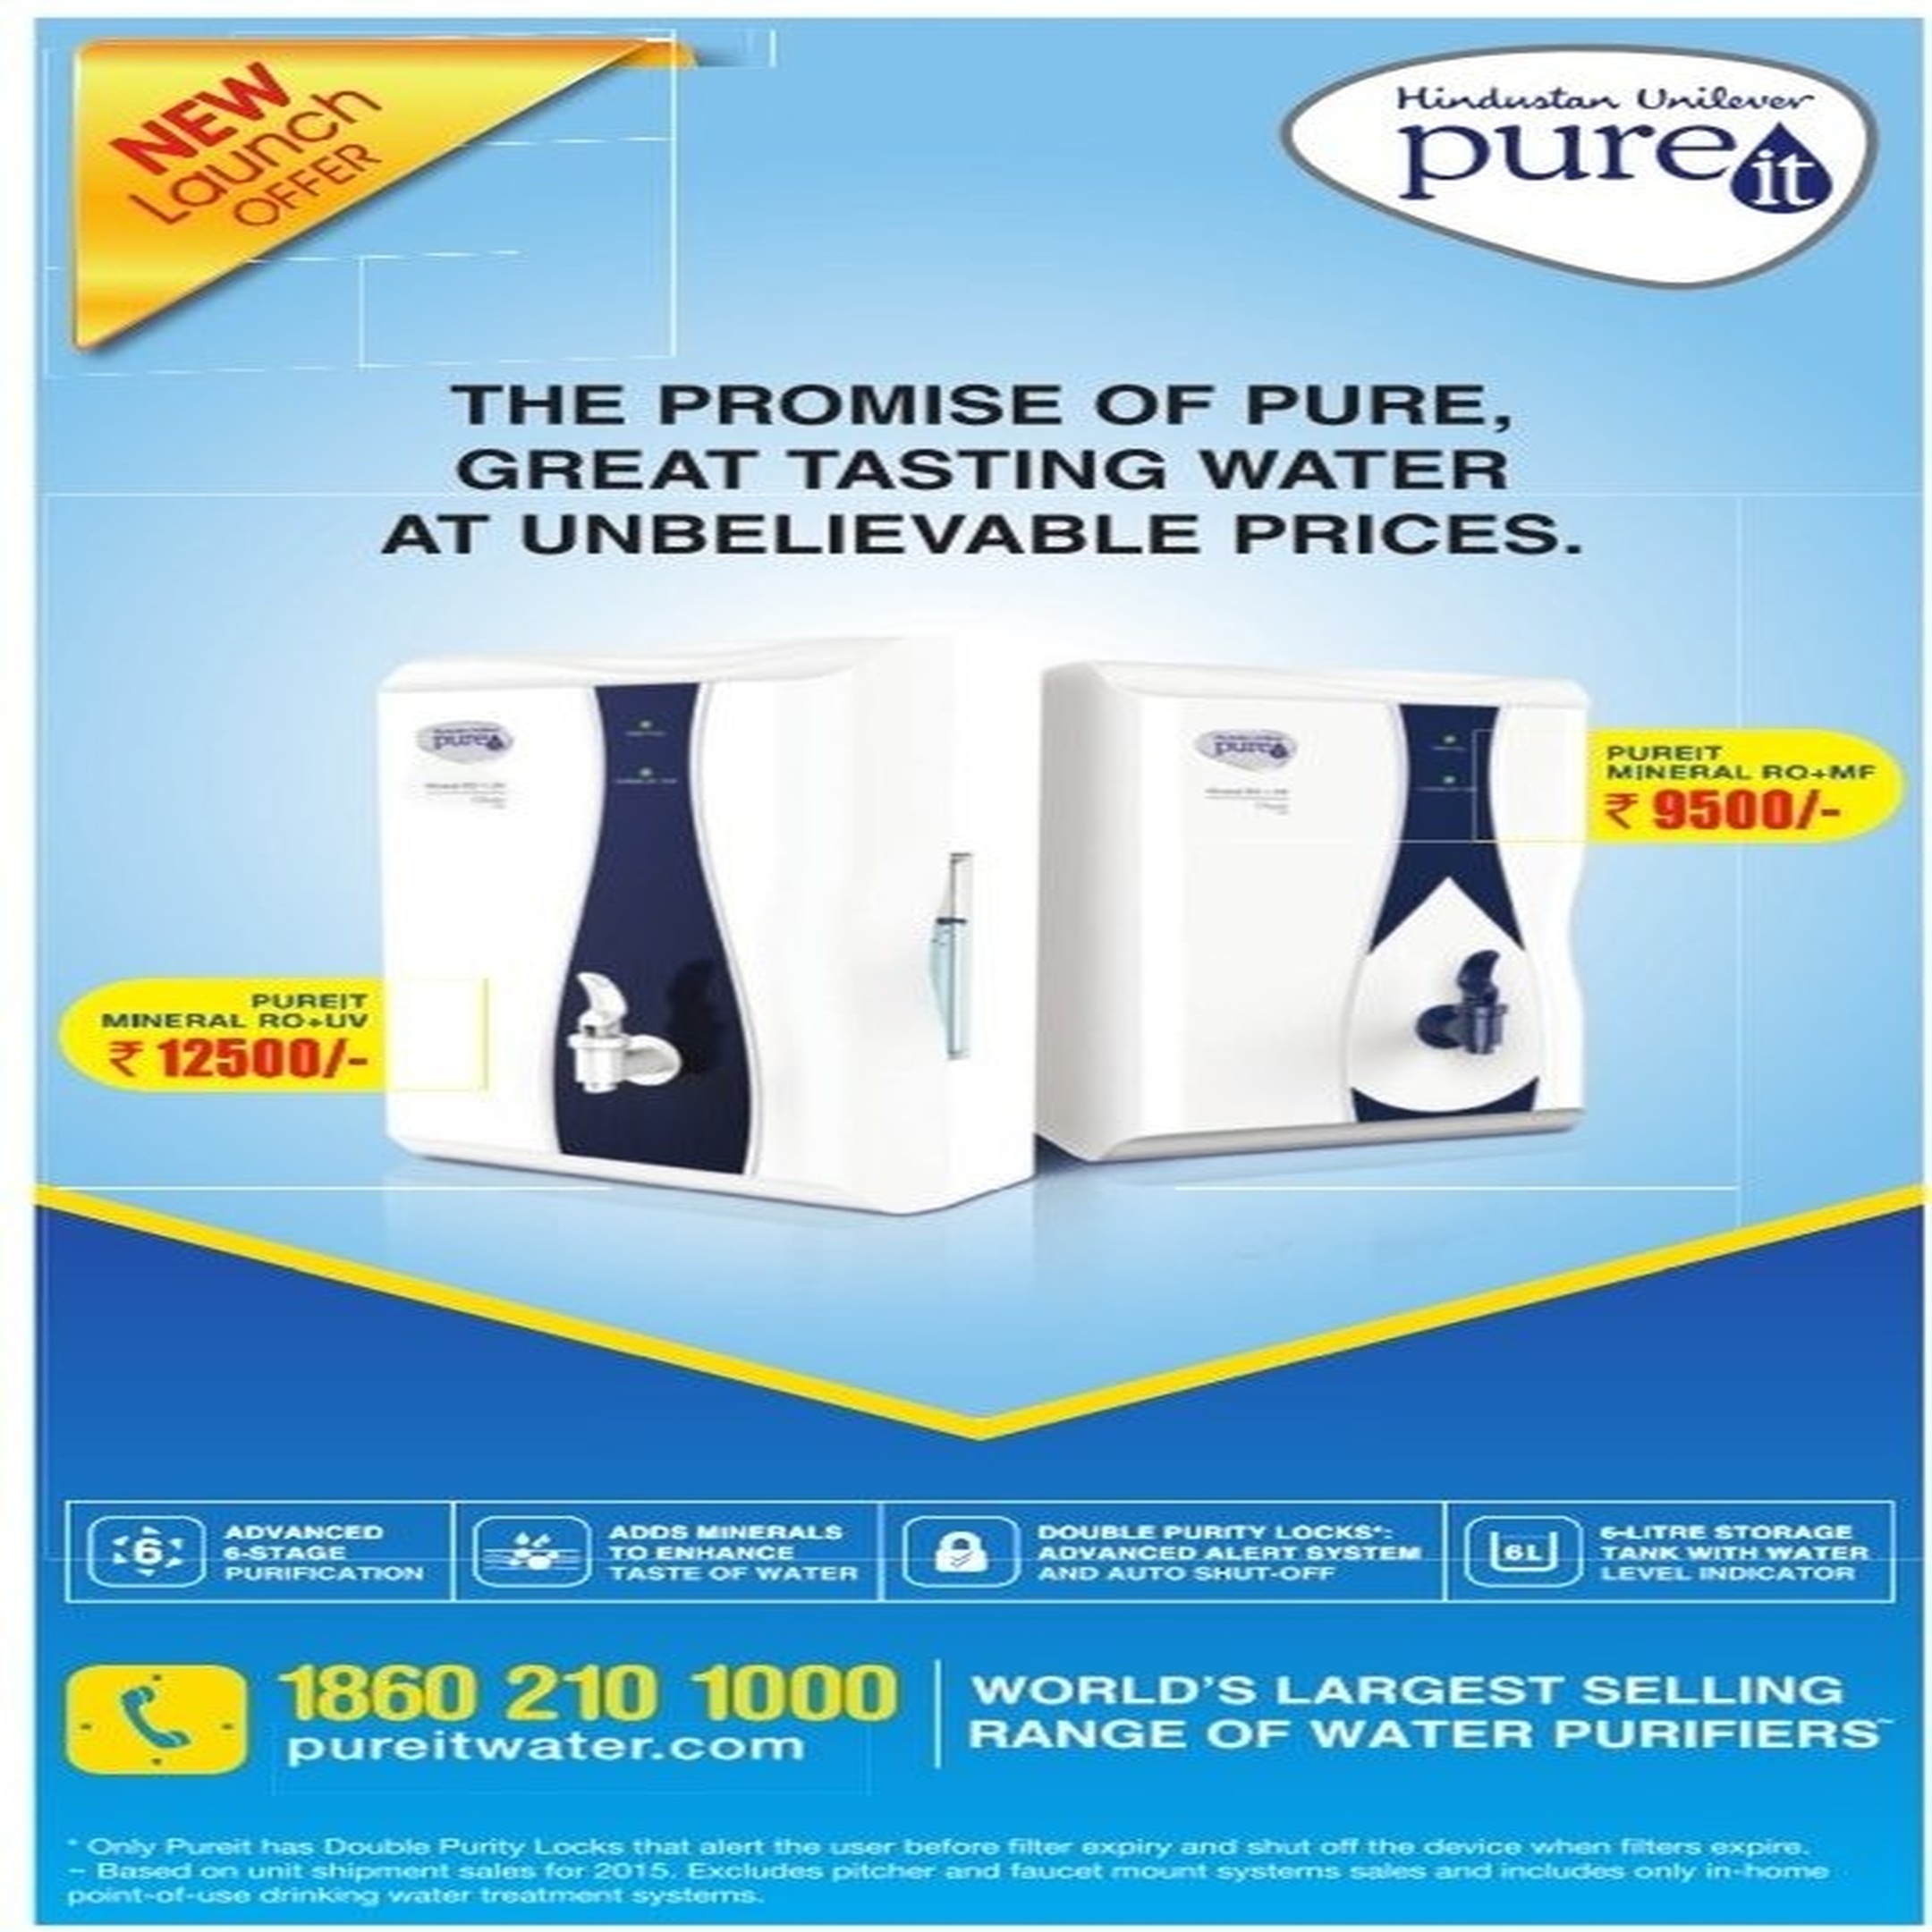 NEW
Launch
OFFER
Hindustan Unilever
pureit
THE PROMISE OF PURE,
GREAT TASTING WATER
AT UNBELIEVABLE PRICES.
pureit
pureit
PUREIT
MINERAL RO+MF
₹ 9500/-
PUREIT
MINERAL RO+UV
₹ 12500/-
6
ADVANCED
6-STAGE
PURIFICATION
ADDS MINERALS
TO ENHANCE
TASTE OF WATER
DOUBLE PURITY LOCKS*:
ADVANCED ALERT SYSTEM
AND AUTO SHUT-OFF
6L
6-LITRE STORAGE
TANK WITH WATER
LEVEL INDICATOR
1860 210 1000
pureitwater.com
WORLD'S LARGEST SELLING
RANGE OF WATER PURIFIERS~
* Only Pureit has Double Purity Locks that alert the user before filter expiry and shut off the device when filters expire.
~ Based on unit shipment sales for 2015. Excludes pitcher and faucet mount systems sales and includes only in-home
point-of-use drinking water treatment systems.